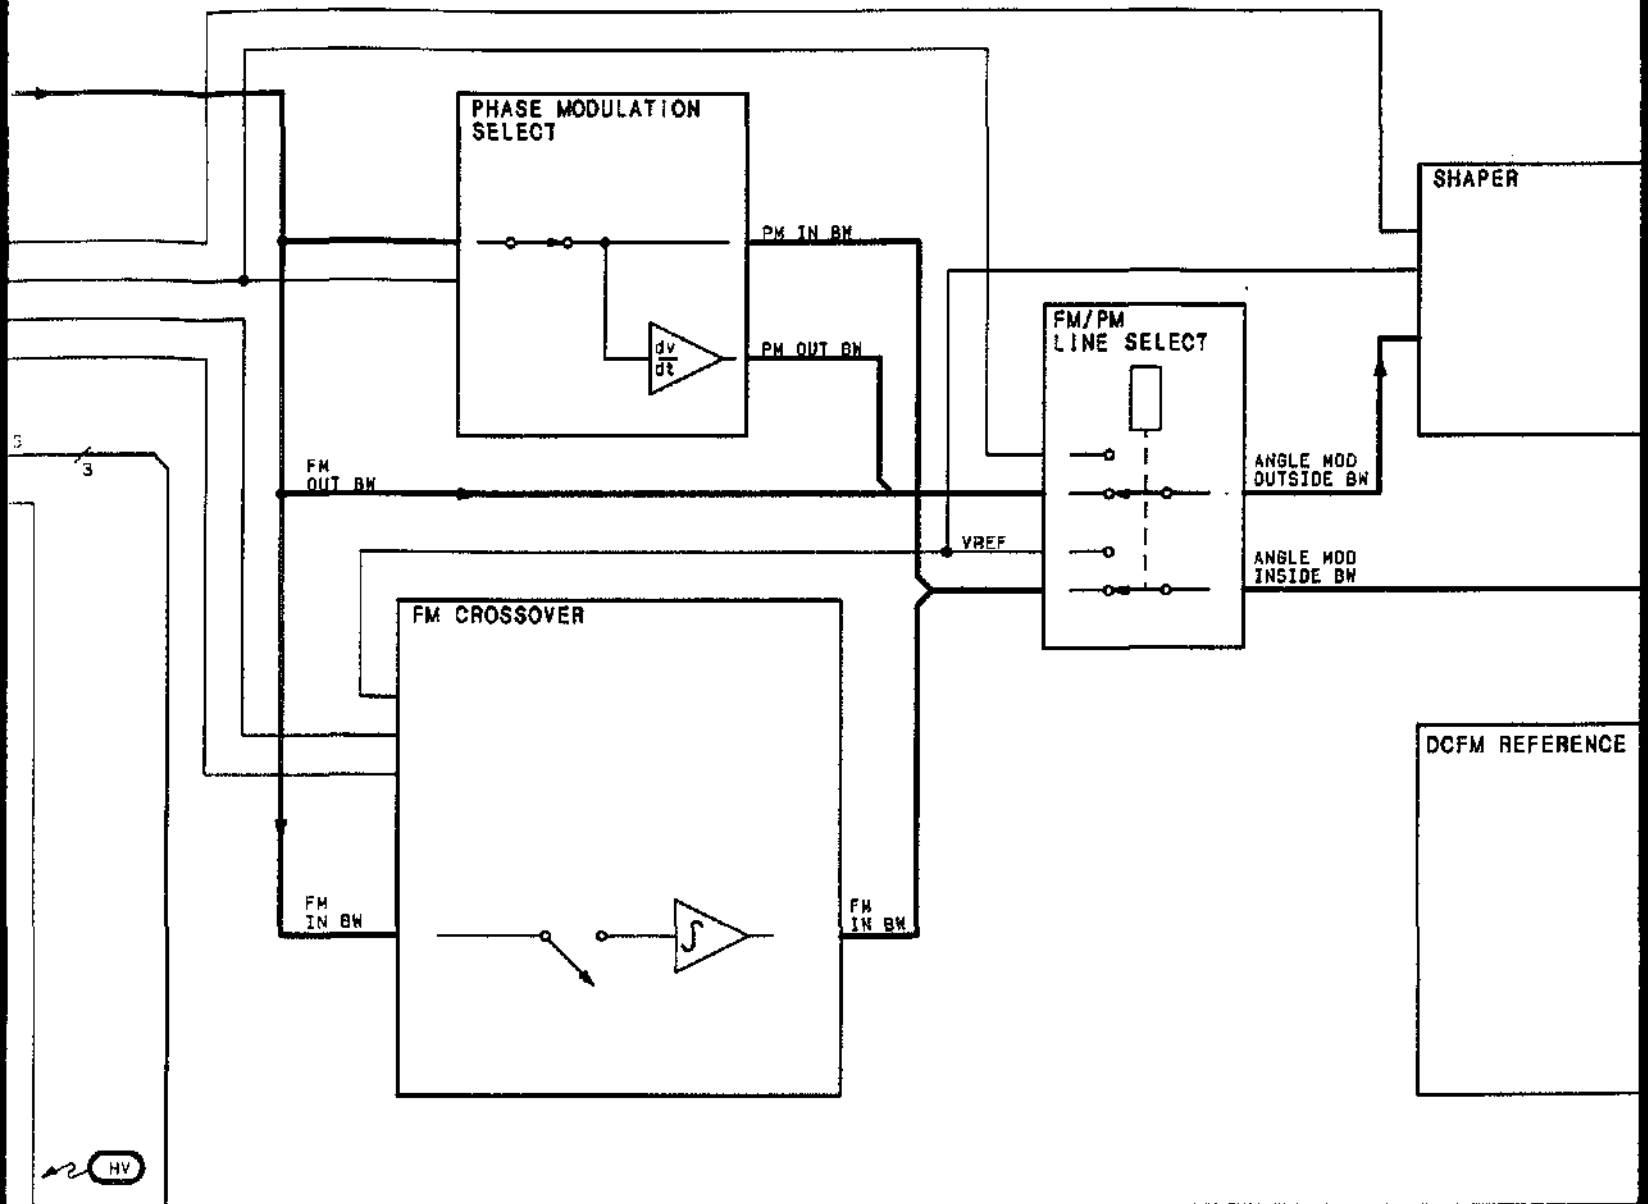 PHASE MODULATION
SELECT
SHAPER
PM IN BW
FM/PM
LINE SELECT
dv
dt
PM OUT BW
3
FM
OUT BW
ANGLE MOD
OUTSIDE BW
VREF
ANGLE MOD
INSIDE BW
FM CROSSOVER
DCFM REFERENCE
FM
IN BW
∫
FM
IN BW
HV